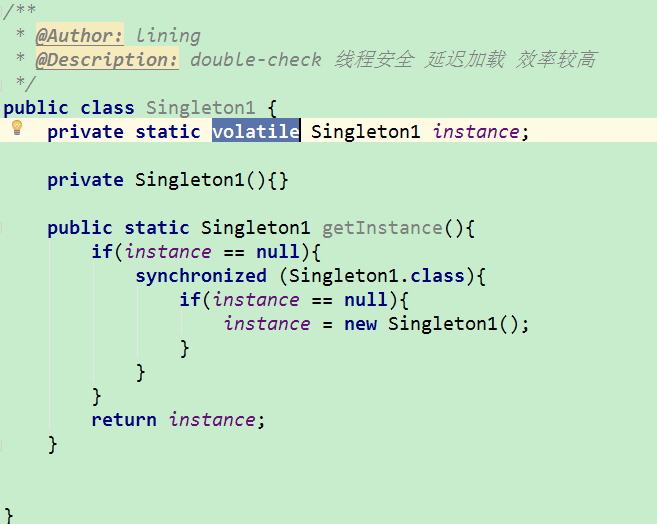 /**
 * @Author: lining
 * @Description: double-check 线程安全 延迟加载 效率较高
 */
public class Singleton1 {
    private static volatile Singleton1 instance;
    private Singleton1(){}
    public static Singleton1 getInstance(){
        if(instance == null){
            synchronized (Singleton1.class){
                if(instance == null){
                    instance = new Singleton1();
                }
            }
        }
        return instance;
    }
}